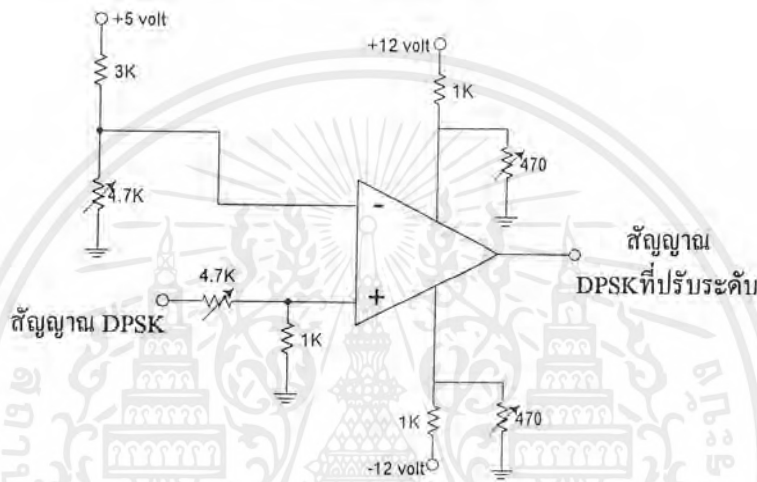 +5 volt
3K
4.7K
+12 volt
1K
470
-
+
4.7K
สัญญาณ DPSK
1K
สัญญาณ
DPSKที่ปรับระดับ
1K
470
-12 volt